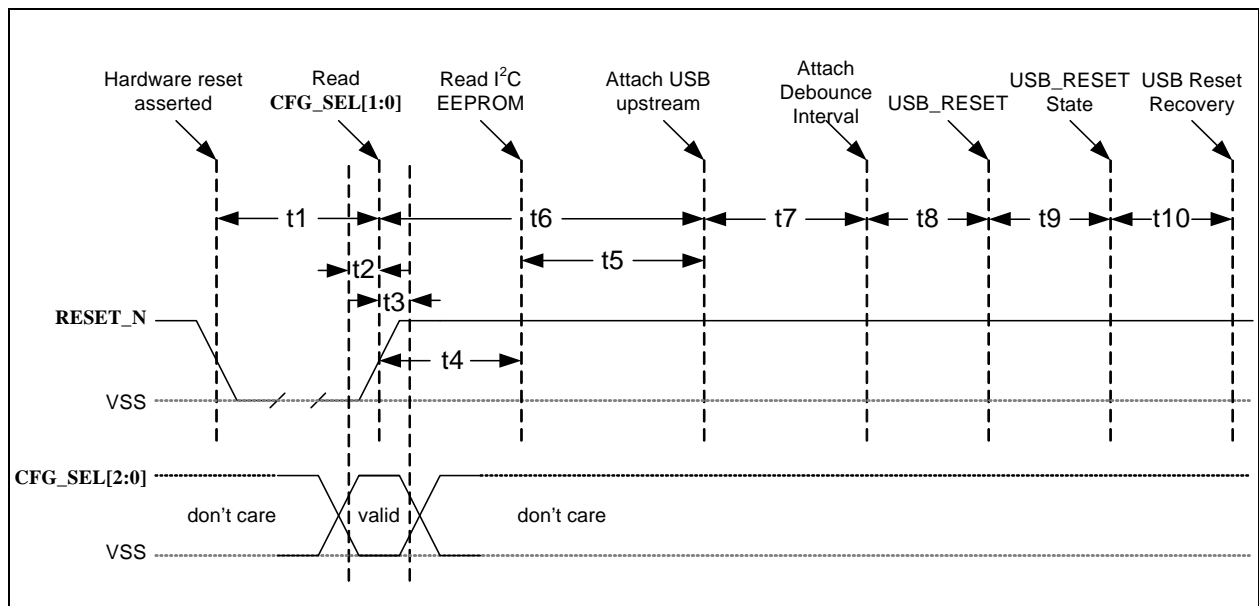 Hardware reset
asserted
Read
CFG_SEL[1:0]
Read I²C
EEPROM
Attach USB
upstream
Attach
Debounce
Interval
USB_RESET
USB_RESET
State
USB Reset
Recovery
t1
t6
t7
t8
t9
t10
t2
t5
t3
RESET_N
t4
VSS
CFG_SEL[2:0]
don't care
valid
don't care
VSS